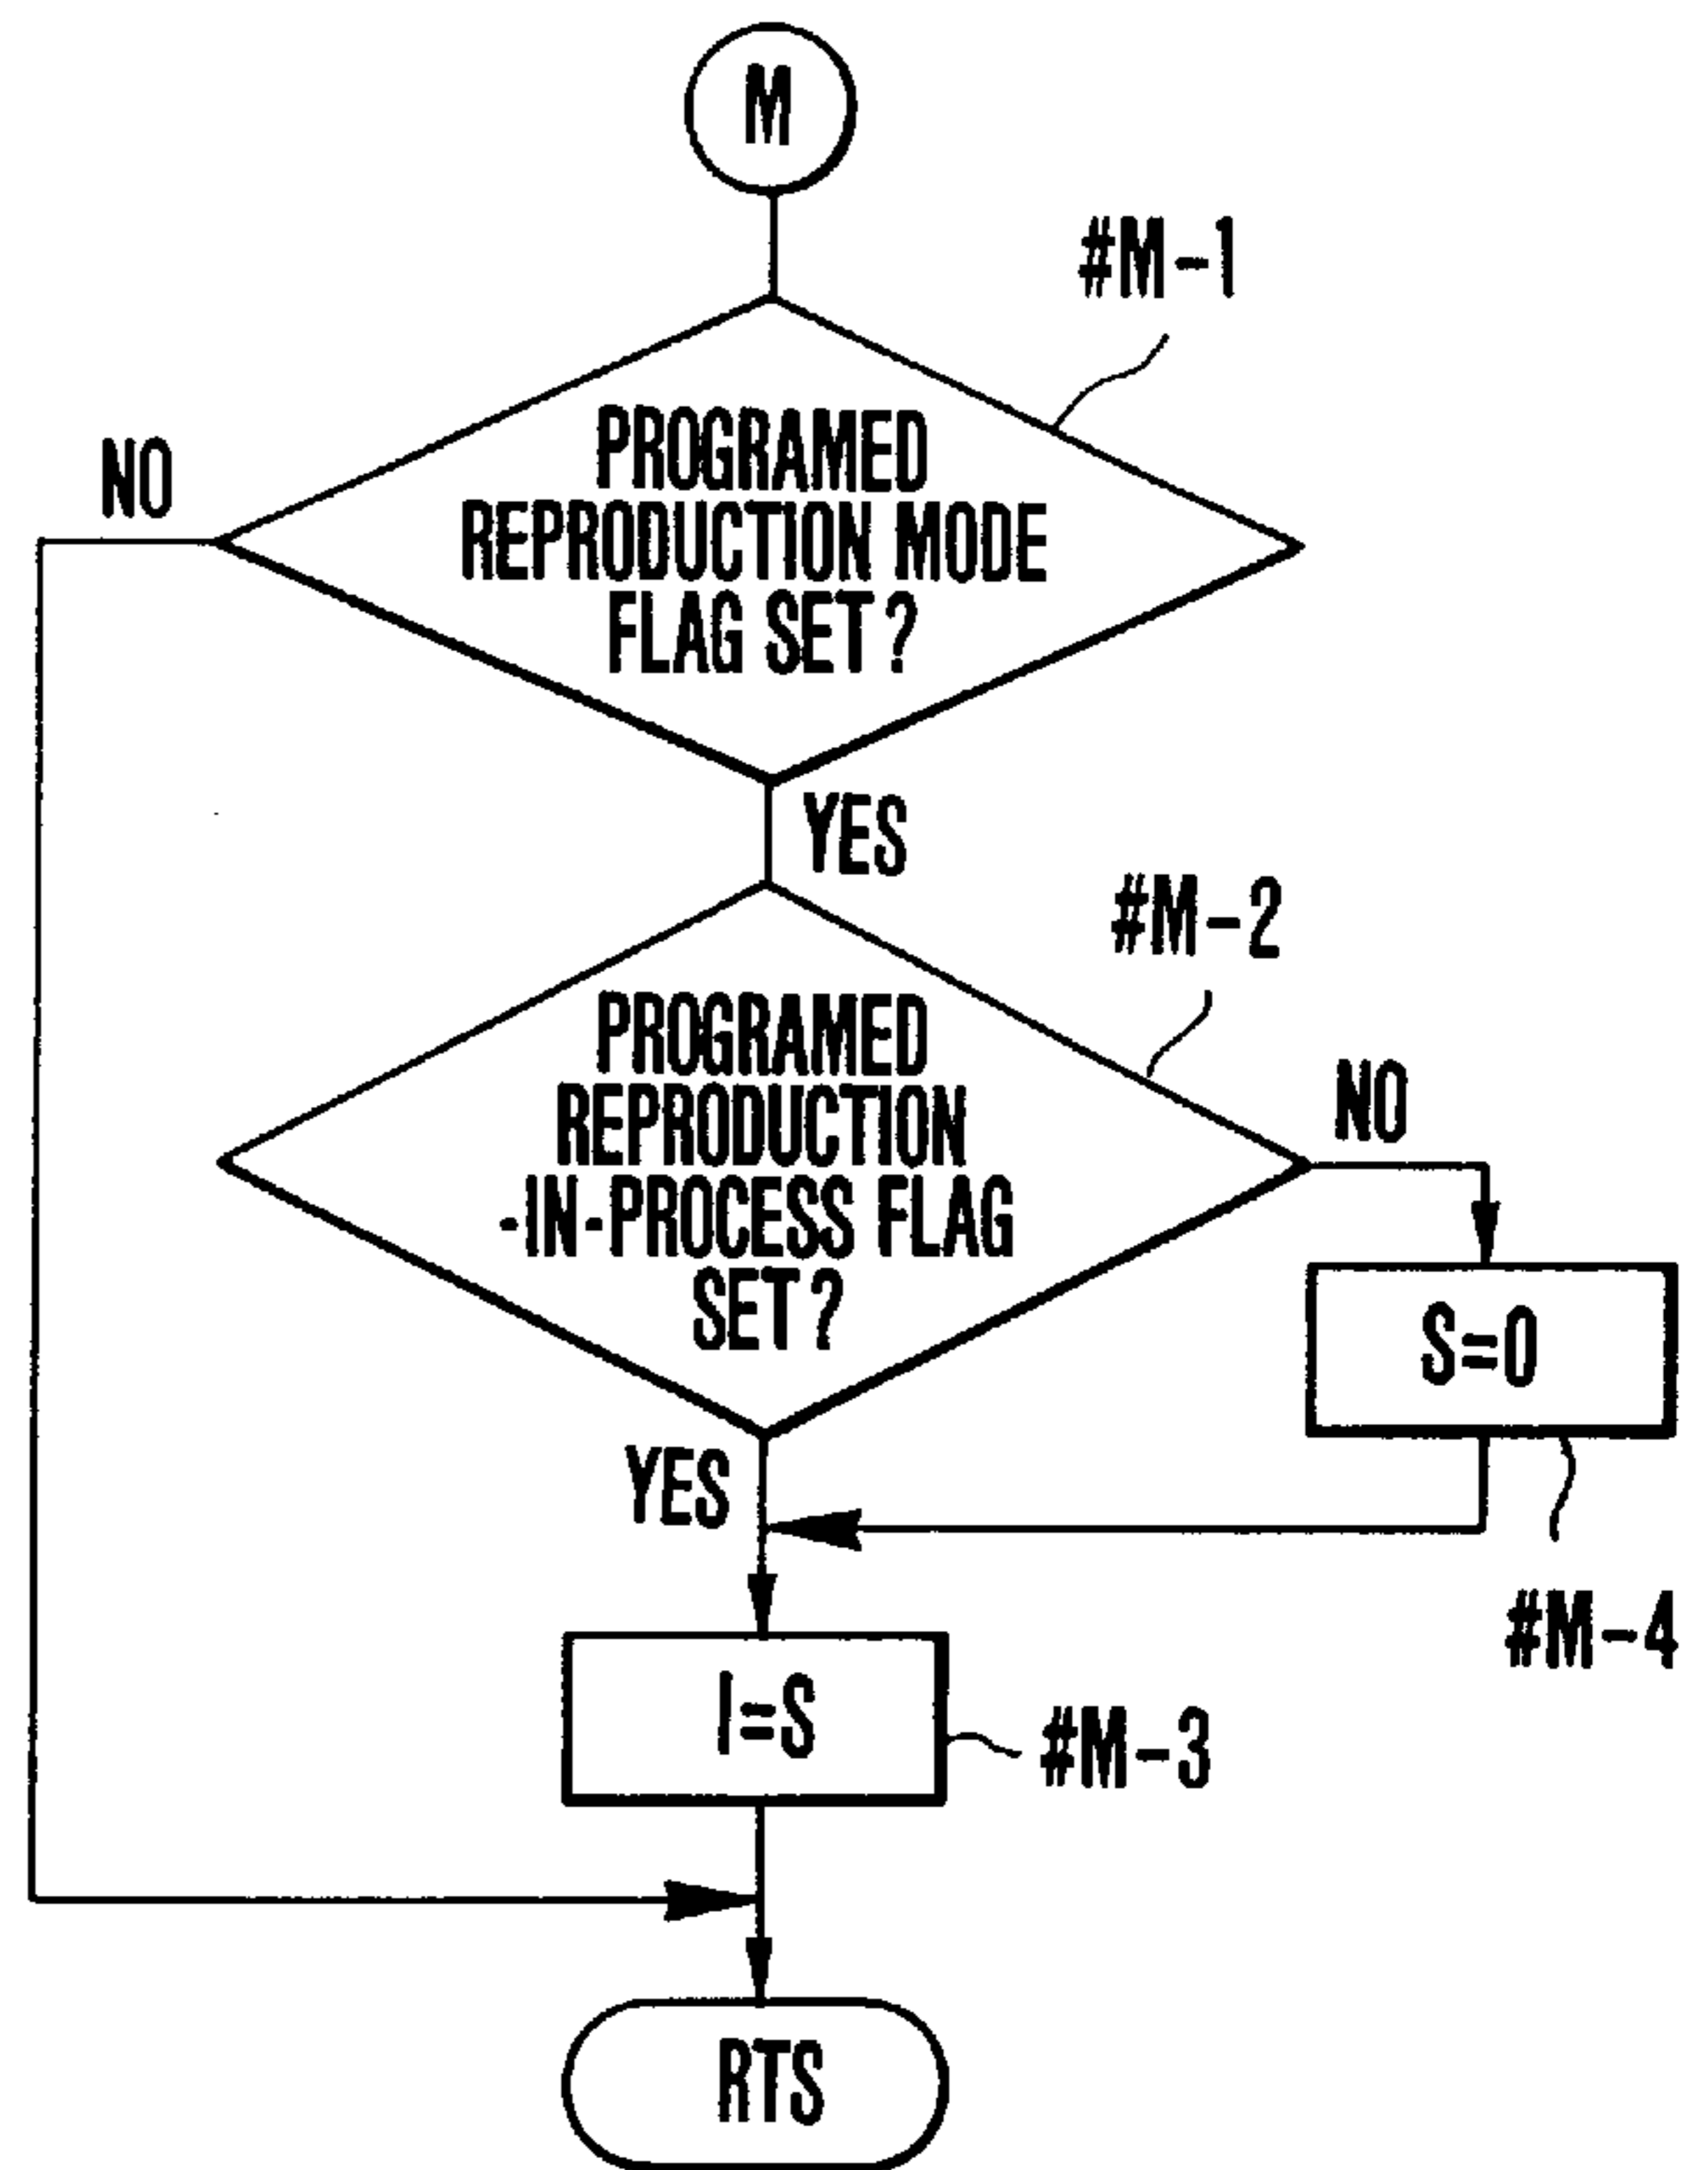 M
#M-1
NO
PROGRAMED
REPRODUCTION MODE
FLAG SET?
YES
#M-2
PROGRAMED
REPRODUCTION
-IN-PROCESS FLAG
SET?
NO
S=0
YES
#M-4
I=S
#M-3
RTS